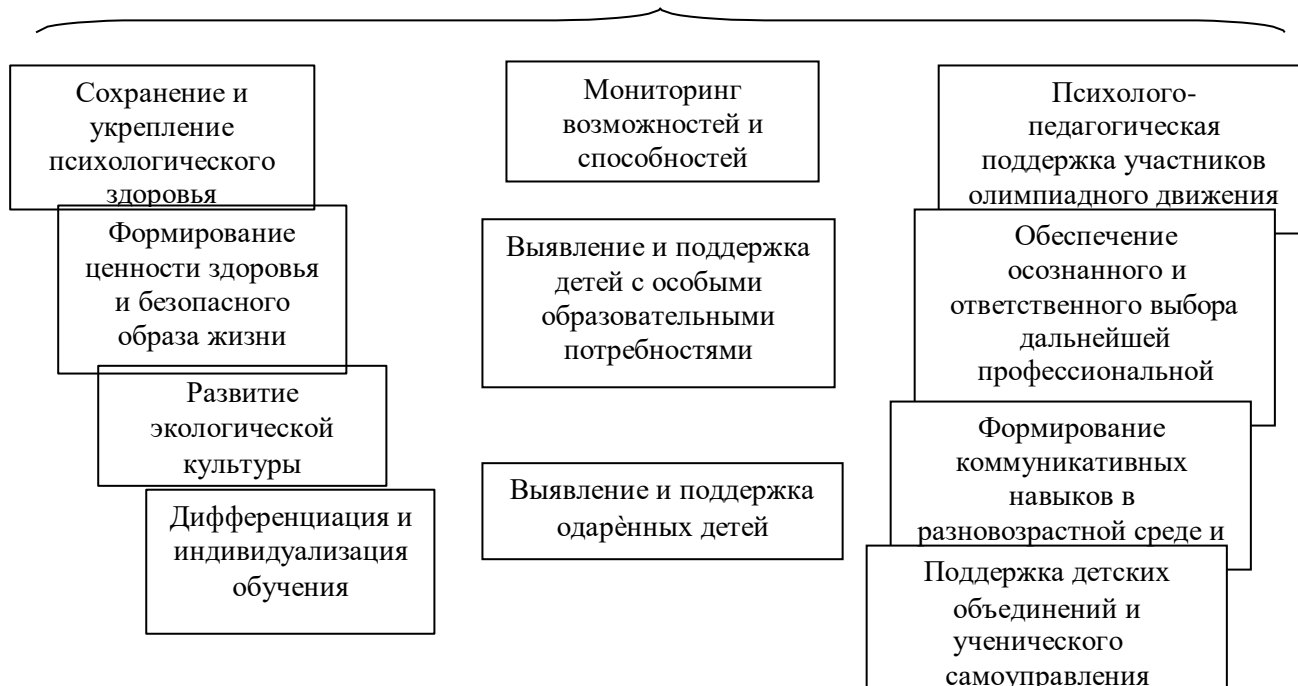 Сохранение и
укрепление
психологического
здоровья
Формирование
ценности здоровья
и безопасного
образа жизни
Развитие
экологической
культуры
Дифференциация и
индивидуализация
обучения
Мониторинг
возможностей и
способностей
Выявление и поддержка
детей с особыми
образовательными
потребностями
Выявление и поддержка
одарѐнных детей
Психолого-
педагогическая
поддержка участников
олимпиадного движения
Обеспечение
осознанного и
ответственного выбора
дальнейшей
профессиональной
Формирование
коммуникативных
навыков в
разновозрастной среде и
Поддержка детских
объединений и
ученического
самоуправления